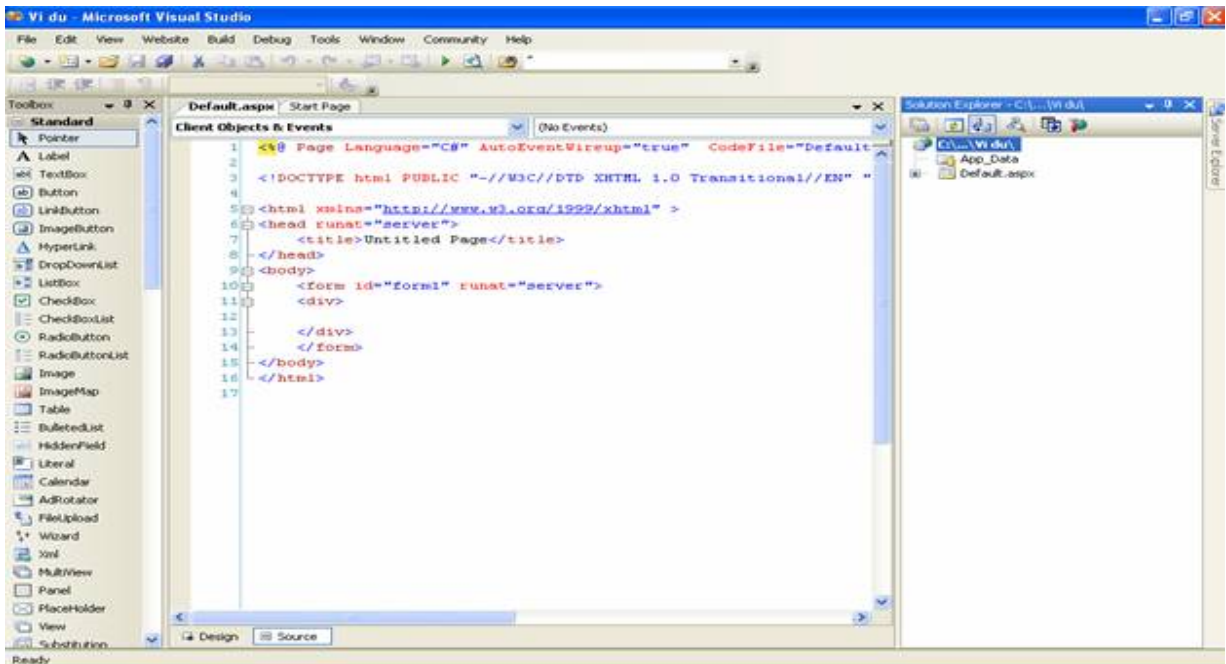 Vi du - Microsoft Visual Studio
File Edit View Website Build Debug Tools Window Community Help
Toolbox
Standard
Pointer
Label
TextBox
Button
LinkButton
ImageButton
HyperLink
DropDownList
ListBox
CheckBox
CheckBoxList
RadioButton
RadioButtonList
Image
ImageMap
Table
BulletedList
HiddenField
Literal
Calendar
AdRotator
FileUpload
Wizard
Xml
MultiView
Panel
PlaceHolder
View
Substitution
Default.aspx Start Page
Client Objects & Events (No Events)
1 <%@ Page Language="C#" AutoEventWireup="true" CodeFile="Default
2
3 <!DOCTYPE html PUBLIC "-//W3C//DTD XHTML 1.0 Transitional//EN" "
4
5 <html xmlns="http://www.w3.org/1999/xhtml" >
6 <head runat="server">
7 <title>Untitled Page</title>
8 </head>
9 <body>
10 <form id="form1" runat="server">
11 <div>
12
13 </div>
14 </form>
15 </body>
16 </html>
17
Design Source
Solution Explorer - C:\...\Vi du\
C:\...\Vi du\
App_Data
Default.aspx
Server Explorer
Ready